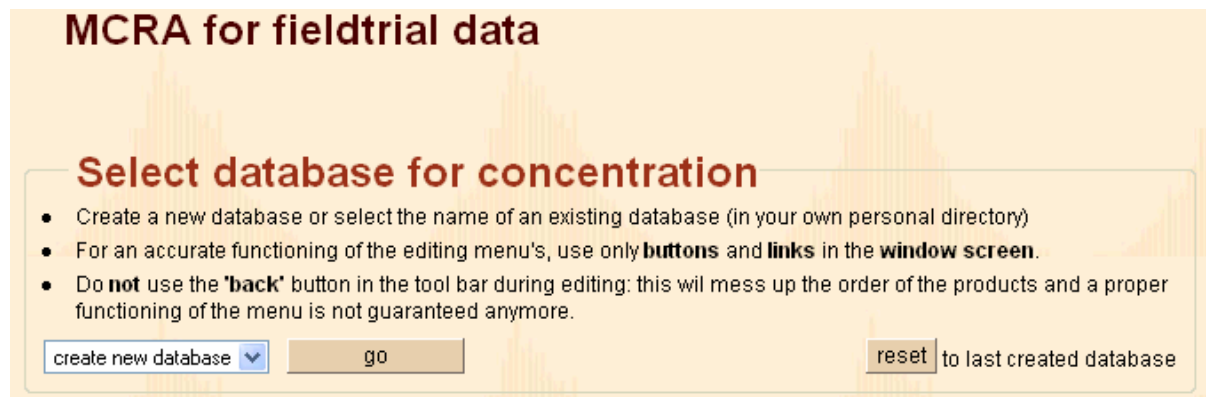 MCRA for fieldtrial data
Select database for concentration
• Create a new database or select the name of an existing database (in your own personal directory)
• For an accurate functioning of the editing menu's, use only buttons and links in the window screen.
• Do not use the 'back' button in the tool bar during editing: this wil mess up the order of the products and a proper
functioning of the menu is not guaranteed anymore.
create new database go reset to last created database